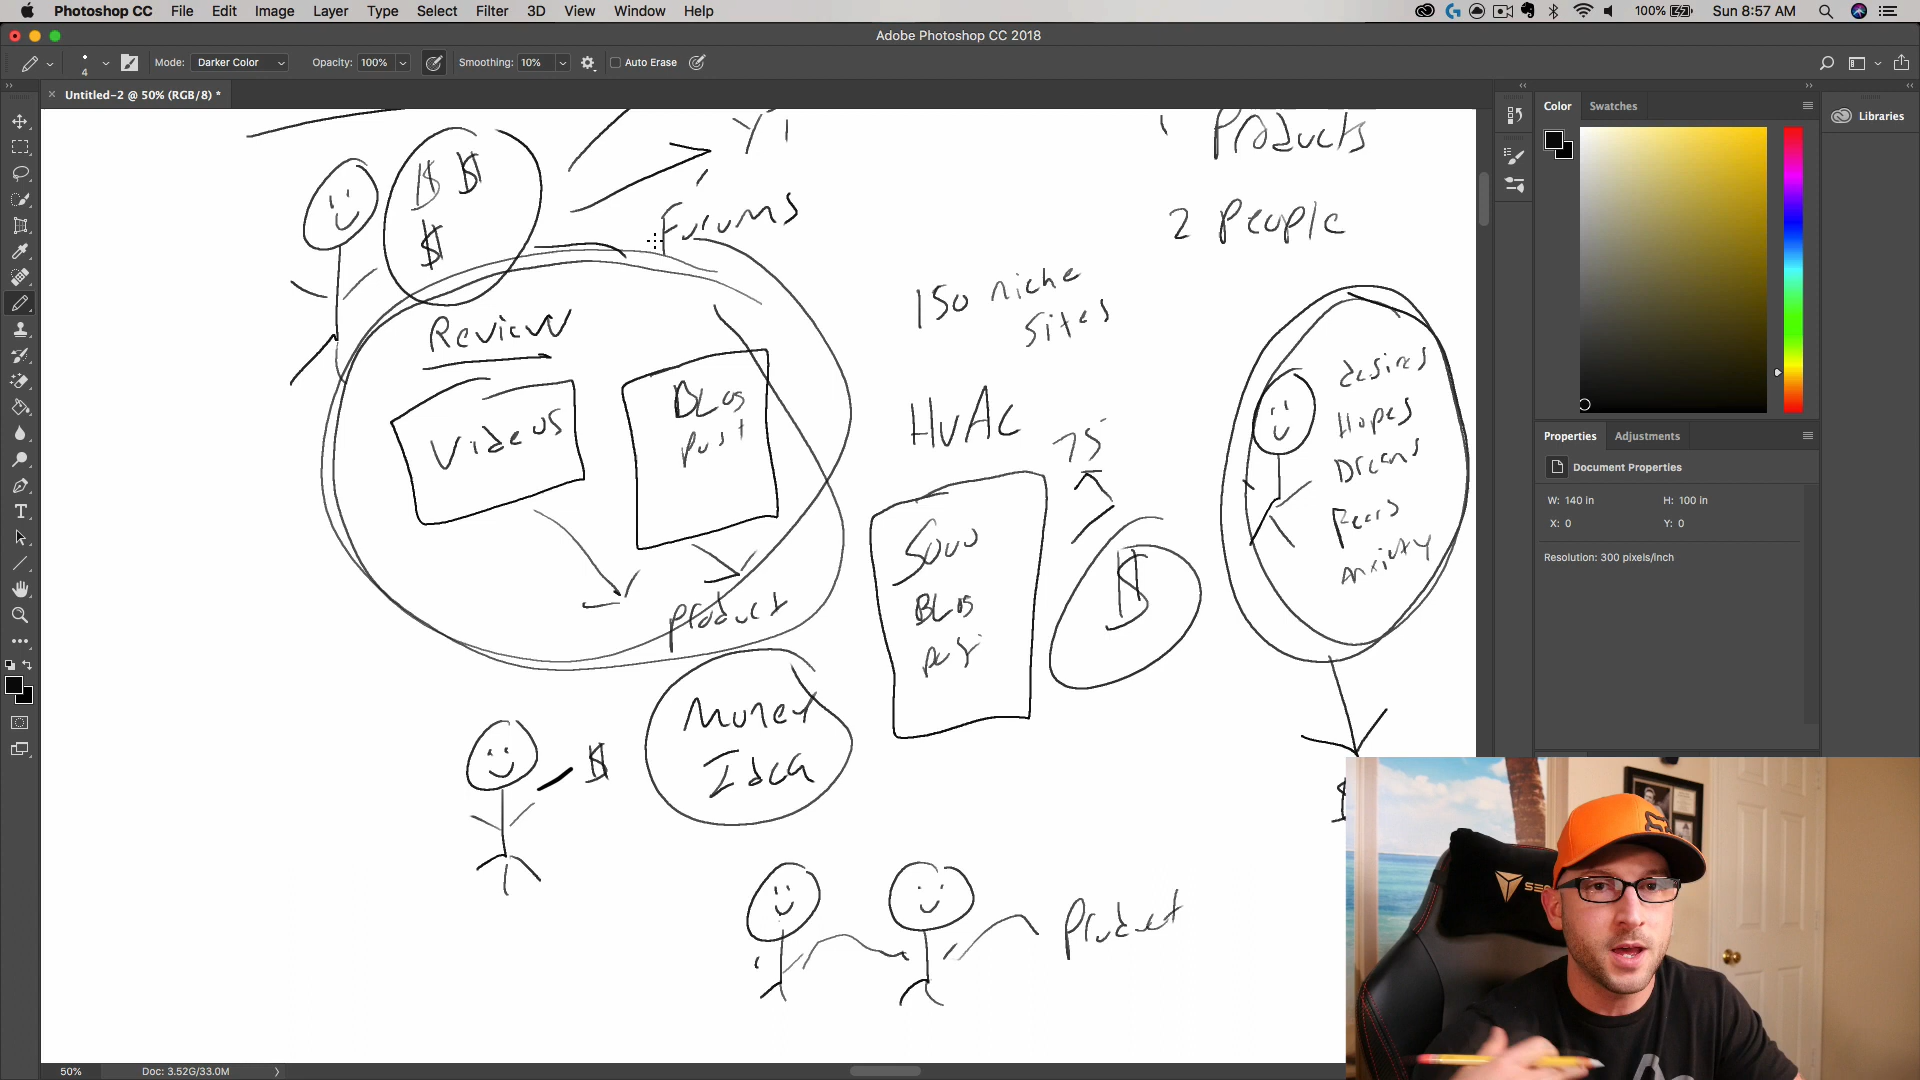 Photoshop CC File Edit Image Layer Type Select Filter 3D View Window Help
100% Sun 8:57 AM
Adobe Photoshop CC 2018
4 Mode: Darker Color Opacity: 100% Smoothing: 10% Auto Erase
Untitled-2 @ 50% (RGB/8) *
Color Swatches
Libraries
Properties Adjustments
Document Properties
W: 140 in H: 100 in
X: 0 Y: 0
Resolution: 300 pixels/inch
$ $
$
Forums
Review
Videos
Blog
post
product
Money
Idea
$
150 niche
sites
HVAC
75
500
Blog
post
$
1 Products
2 People
desires
Hopes
Dreams
Fears
Anxiety
$
Product
50% Doc: 3.52G/33.0M